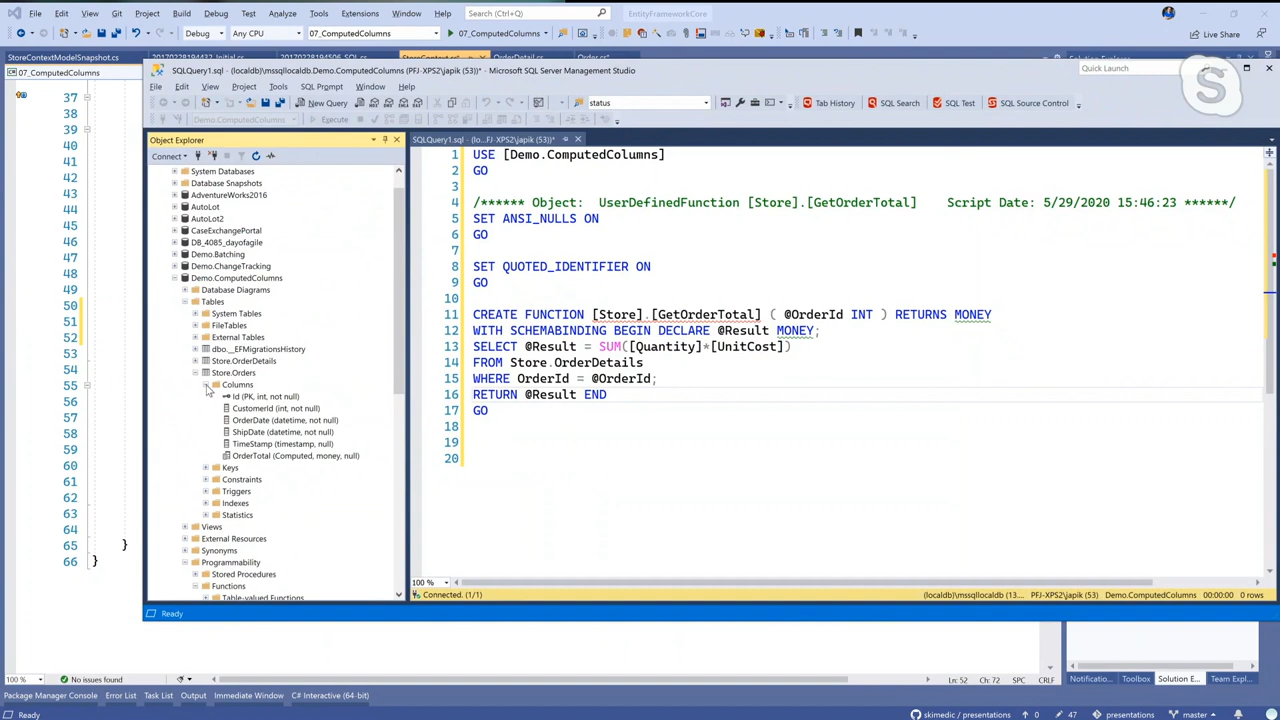 File Edit View Git Project Build Debug Test Analyze Tools Extensions Window Help Search (Ctrl+Q) EntityFrameworkCore
Debug Any CPU 07_ComputedColumns 07_ComputedColumns Live Share
StoreContextModelSnapshot.cs
07_ComputedColumns
SQLQuery1.sql - (localdb)\mssqllocaldb.Demo.ComputedColumns (PFJ-XPS2\japik (53))* - Microsoft SQL Server Management Studio
Quick Launch
File Edit View Project Tools SQL Prompt Window Help
New Query status Tab History SQL Search SQL Test SQL Source Control
Demo.ComputedColumns Execute
Object Explorer
Connect
System Databases
Database Snapshots
AdventureWorks2016
AutoLot
AutoLot2
CaseExchangePortal
DB_4085_dayofagile
Demo.Batching
Demo.ChangeTracking
Demo.ComputedColumns
Database Diagrams
Tables
System Tables
FileTables
External Tables
dbo.__EFMigrationsHistory
Store.OrderDetails
Store.Orders
Columns
Id (PK, int, not null)
CustomerId (int, not null)
OrderDate (datetime, not null)
ShipDate (datetime, not null)
TimeStamp (timestamp, null)
OrderTotal (Computed, money, null)
Keys
Constraints
Triggers
Indexes
Statistics
Views
External Resources
Synonyms
Programmability
Stored Procedures
Functions
Table-valued Functions
SQLQuery1.sql - (lo...FJ-XPS2\japik (53))*
1 USE [Demo.ComputedColumns]
2 GO
3
4 /****** Object: UserDefinedFunction [Store].[GetOrderTotal] Script Date: 5/29/2020 15:46:23 ******/
5 SET ANSI_NULLS ON
6 GO
7
8 SET QUOTED_IDENTIFIER ON
9 GO
10
11 CREATE FUNCTION [Store].[GetOrderTotal] ( @OrderId INT ) RETURNS MONEY
12 WITH SCHEMABINDING BEGIN DECLARE @Result MONEY;
13 SELECT @Result = SUM([Quantity]*[UnitCost])
14 FROM Store.OrderDetails
15 WHERE OrderId = @OrderId;
16 RETURN @Result END
17 GO
18
19
20
100 %
Connected. (1/1) (localdb)\mssqllocaldb (13.... PFJ-XPS2\japik (53) Demo.ComputedColumns 00:00:00 0 rows
Ready
37
38
39
40
41
42
43
44
45
46
47
48
49
50
51
52
53
54
55
56
57
58
59
60
61
62
63
64
65 }
66 }
100 % No issues found Ln: 52 Ch: 72 SPC CRLF
Notificatio... Toolbox Solution E... Team Expl...
Package Manager Console Error List Task List Output Immediate Window C# Interactive (64-bit)
Ready skimedic / presentations 0 47 presentations master